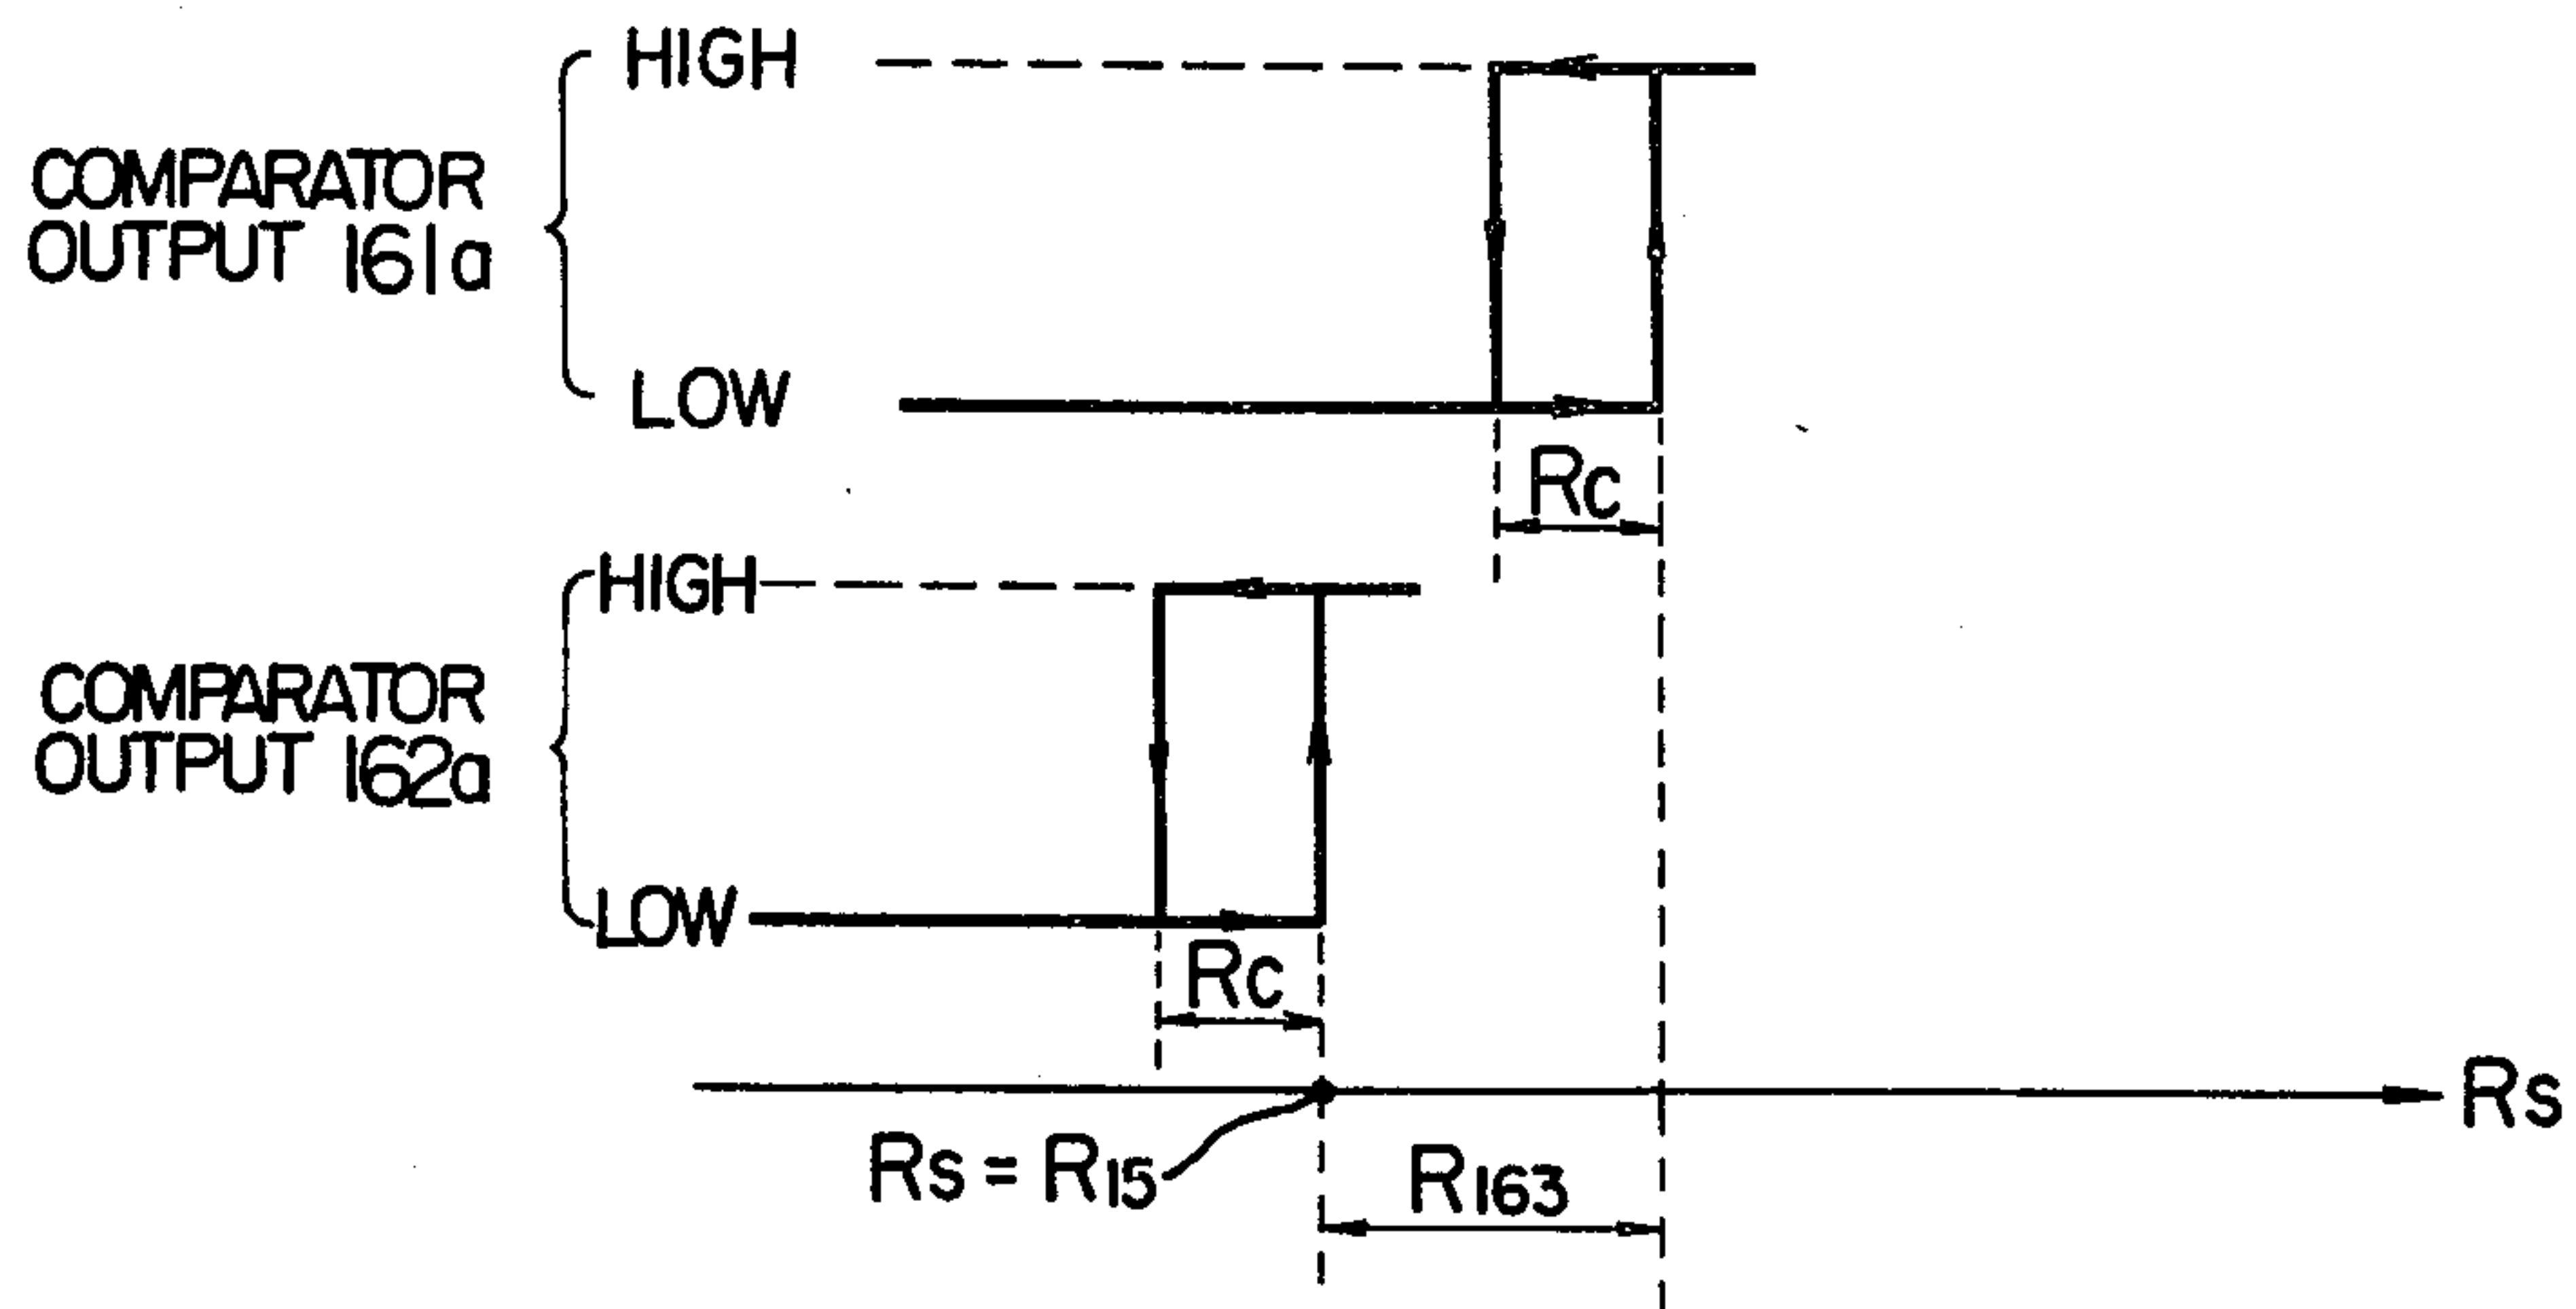 HIGH
COMPARATOR
OUTPUT 161a
LOW
Rc
HIGH
COMPARATOR
OUTPUT 162a
LOW
Rc
Rs
Rs = R15
R163